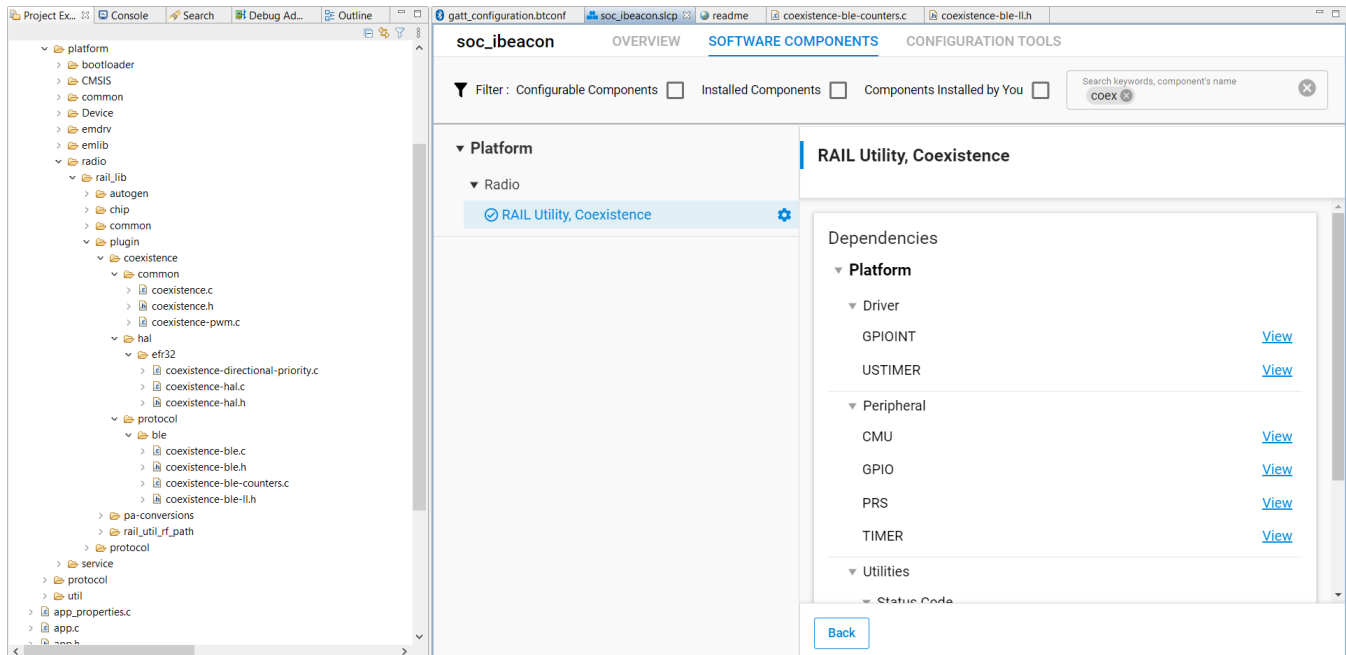 Project Ex...
Console
Search
Debug Ad...
Outline
platform
bootloader
CMSIS
common
Device
emdrv
emlib
radio
rail_lib
autogen
chip
common
plugin
coexistence
common
coexistence.c
coexistence.h
coexistence-pwm.c
hal
efr32
coexistence-directional-priority.c
coexistence-hal.c
coexistence-hal.h
protocol
ble
coexistence-ble.c
coexistence-ble.h
coexistence-ble-counters.c
coexistence-ble-ll.h
pa-conversions
rail_util_rf_path
protocol
service
protocol
util
app_properties.c
app.c
app.h
gatt_configuration.btconf
soc_ibeacon.slcp
readme
coexistence-ble-counters.c
coexistence-ble-ll.h
soc_ibeacon
OVERVIEW
SOFTWARE COMPONENTS
CONFIGURATION TOOLS
Filter : Configurable Components
Installed Components
Components Installed by You
Search keywords, component's name
coex
Platform
Radio
RAIL Utility, Coexistence
RAIL Utility, Coexistence
Dependencies
Platform
Driver
GPIOINT View
USTIMER View
Peripheral
CMU View
GPIO View
PRS View
TIMER View
Utilities
Status Code
Back